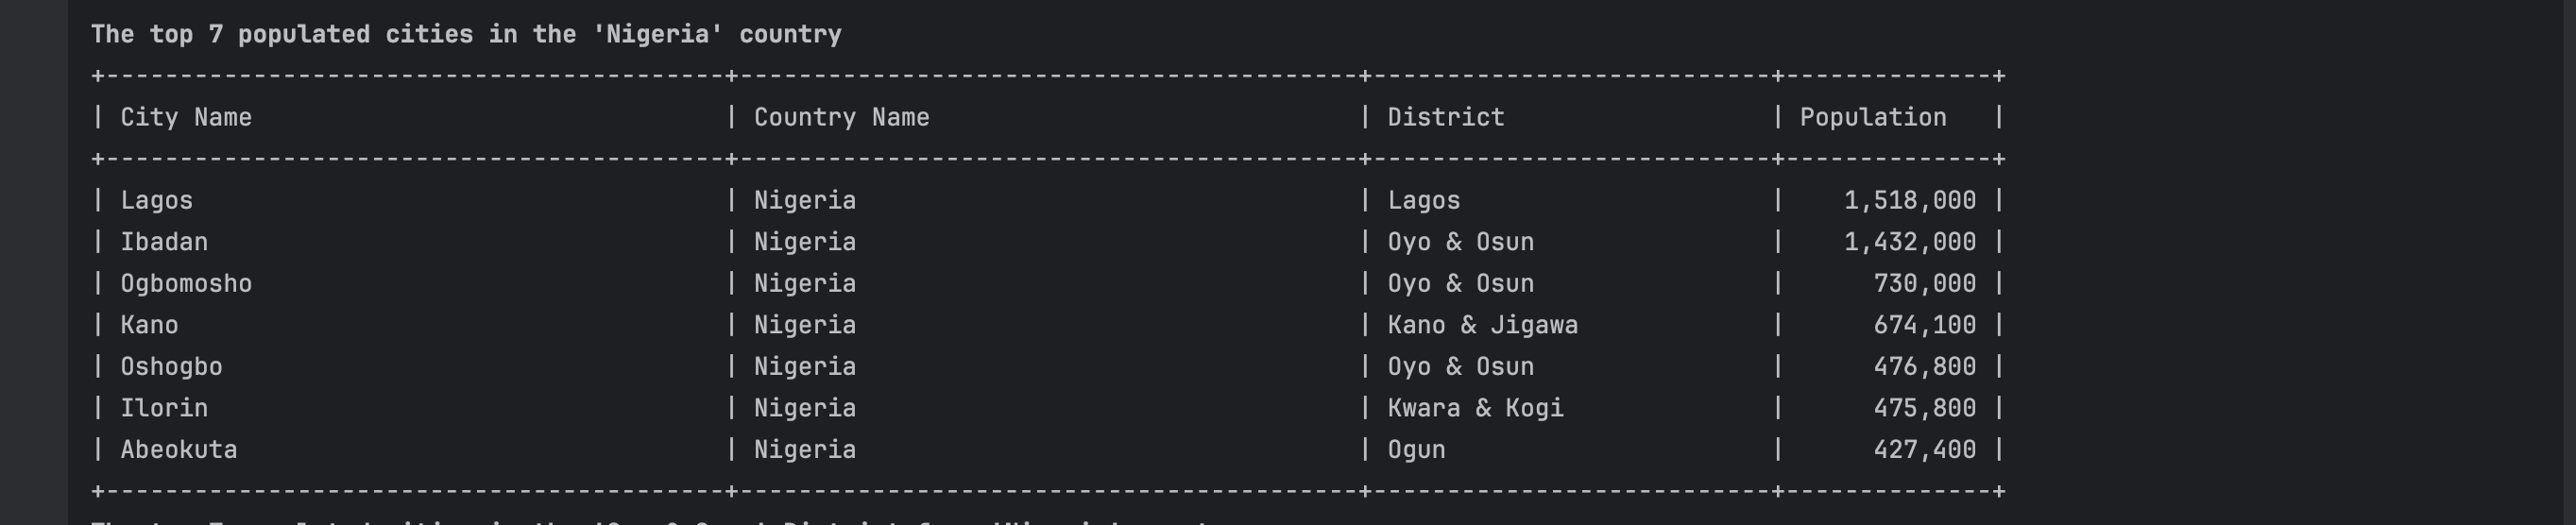 The top 7 populated cities in the 'Nigeria' country
+------------------------------------------+------------------------------------------+---------------------------+--------------+
| City Name | Country Name | District | Population |
+------------------------------------------+------------------------------------------+---------------------------+--------------+
| Lagos | Nigeria | Lagos | 1,518,000 |
| Ibadan | Nigeria | Oyo & Osun | 1,432,000 |
| Ogbomosho | Nigeria | Oyo & Osun | 730,000 |
| Kano | Nigeria | Kano & Jigawa | 674,100 |
| Oshogbo | Nigeria | Oyo & Osun | 476,800 |
| Ilorin | Nigeria | Kwara & Kogi | 475,800 |
| Abeokuta | Nigeria | Ogun | 427,400 |
+------------------------------------------+------------------------------------------+---------------------------+--------------+